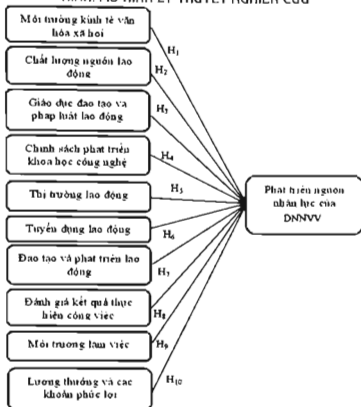 Môi trường kinh tế văn
hóa xã hội
H1
Chất lượng nguồn lao
động
H2
Giáo dục đào tạo và
pháp luật lao động
H3
Chính sách phát triển
khoa học công nghệ
H4
Thị trường lao động
H5
Tuyển dụng lao động
H6
Đào tạo và phát triển lao
động
H7
Đánh giá kết quả thực
hiện công việc
H8
Môi trường làm việc
H9
Lương thưởng và các
khoản phúc lợi
H10
Phát triển nguồn
nhân lực của
DNNVV